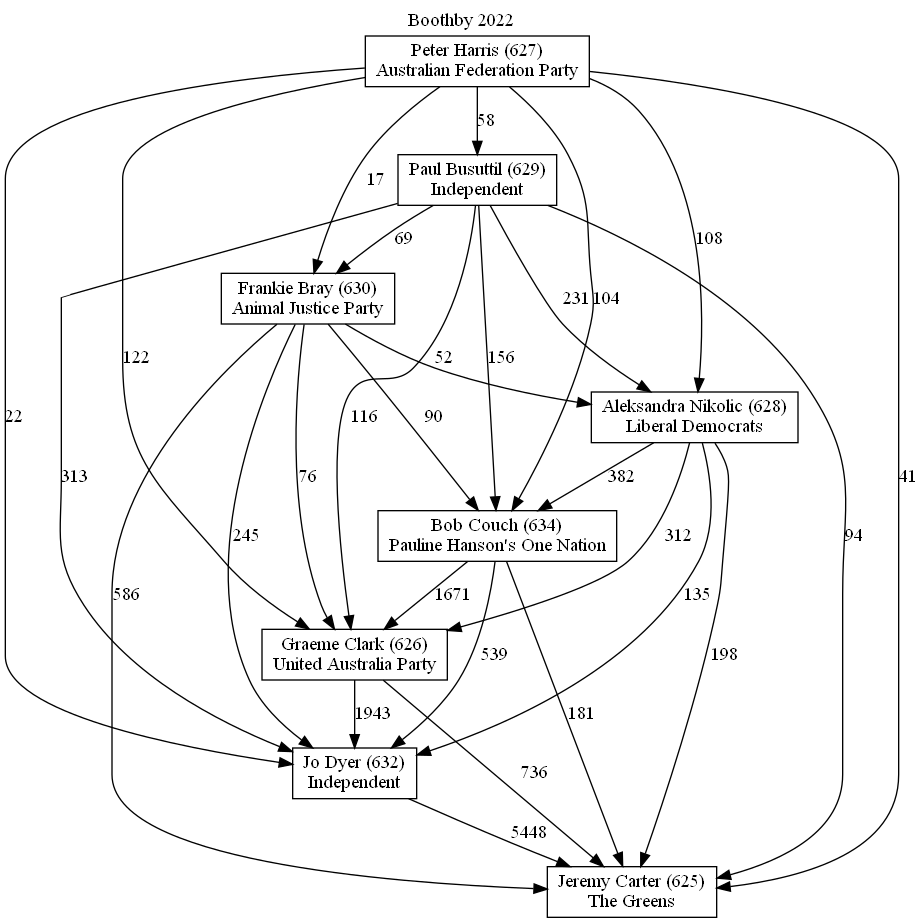 Boothby 2022
Peter Harris (627)
Australian Federation Party
58
Paul Busuttil (629)
Independent
17
69
108
Frankie Bray (630)
Animal Justice Party
231
104
122
52
156
Aleksandra Nikolic (628)
Liberal Democrats
22
116
90
313
76
382
41
Bob Couch (634)
Pauline Hanson's One Nation
245
312
94
586
1671
135
Graeme Clark (626)
United Australia Party
539
198
1943
181
Jo Dyer (632)
Independent
736
5448
Jeremy Carter (625)
The Greens